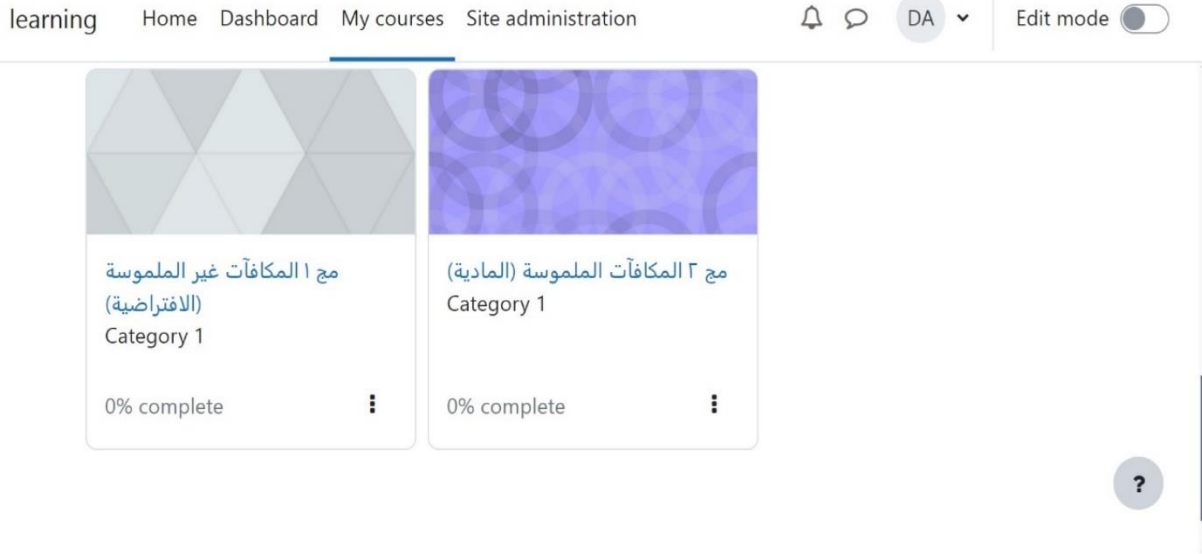 learning Home Dashboard My courses Site administration DA Edit mode
مج ١ المكافآت غير الملموسة
(الافتراضية)
Category 1
0% complete
مج ٢ المكافآت الملموسة (المادية)
Category 1
0% complete
?